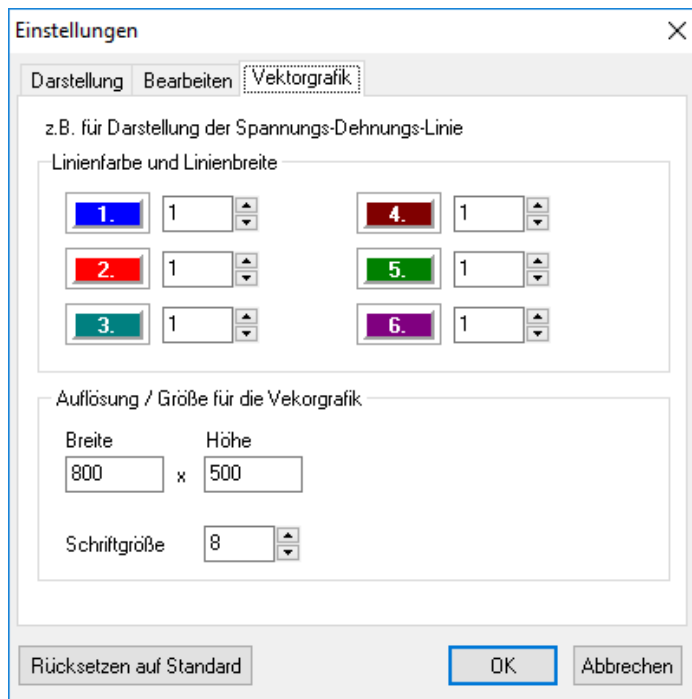 Einstellungen
Darstellung Bearbeiten Vektorgrafik
z.B. für Darstellung der Spannungs-Dehnungs-Linie
Linienfarbe und Linienbreite
1. 1 4. 1
2. 1 5. 1
3. 1 6. 1
Auflösung / Größe für die Vekorgrafik
Breite Höhe
800 x 500
Schriftgröße 8
Rücksetzen auf Standard OK Abbrechen